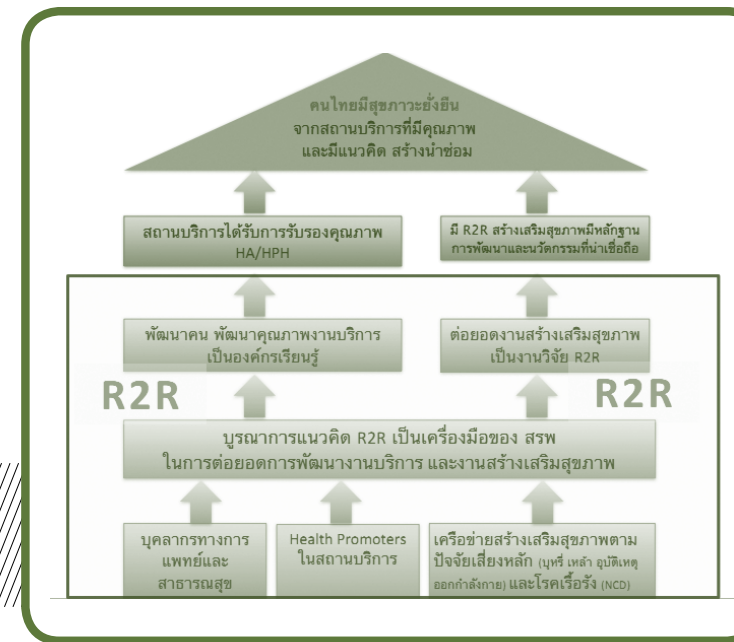 คนไทยมีสุขภาวะยั่งยืน
จากสถานบริการที่มีคุณภาพ
และมีแนวคิด สร้างนำซ่อม
สถานบริการได้รับการรับรองคุณภาพ
HA/HPH
มี R2R สร้างเสริมสุขภาพมีหลักฐาน
การพัฒนาและนวัตกรรมที่น่าเชื่อถือ
พัฒนาคน พัฒนาคุณภาพงานบริการ
เป็นองค์กรเรียนรู้
ต่อยอดงานสร้างเสริมสุขภาพ
เป็นงานวิจัย R2R
R2R
R2R
บูรณาการแนวคิด R2R เป็นเครื่องมือของ สรพ
ในการต่อยอดการพัฒนางานบริการ และงานสร้างเสริมสุขภาพ
บุคลากรทางการ
แพทย์และ
สาธารณสุข
Health Promoters
ในสถานบริการ
เครือข่ายสร้างเสริมสุขภาพตาม
ปัจจัยเสี่ยงหลัก (บุหรี่ เหล้า อุบัติเหตุ
ออกกำลังกาย) และโรคเรื้อรัง (NCD)